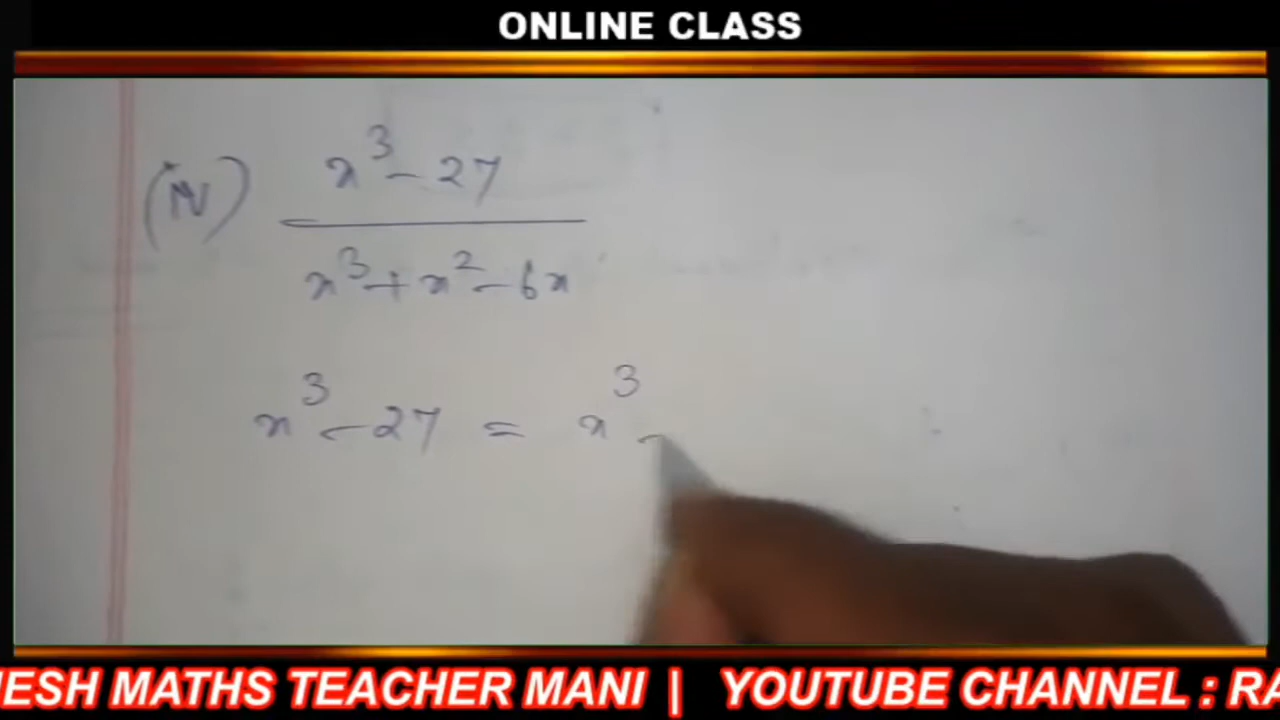 ONLINE CLASS
(iv) x³ - 27
x³ + x² - 6x
x³ - 27 = x³ -
ESH MATHS TEACHER MANI | YOUTUBE CHANNEL : RA